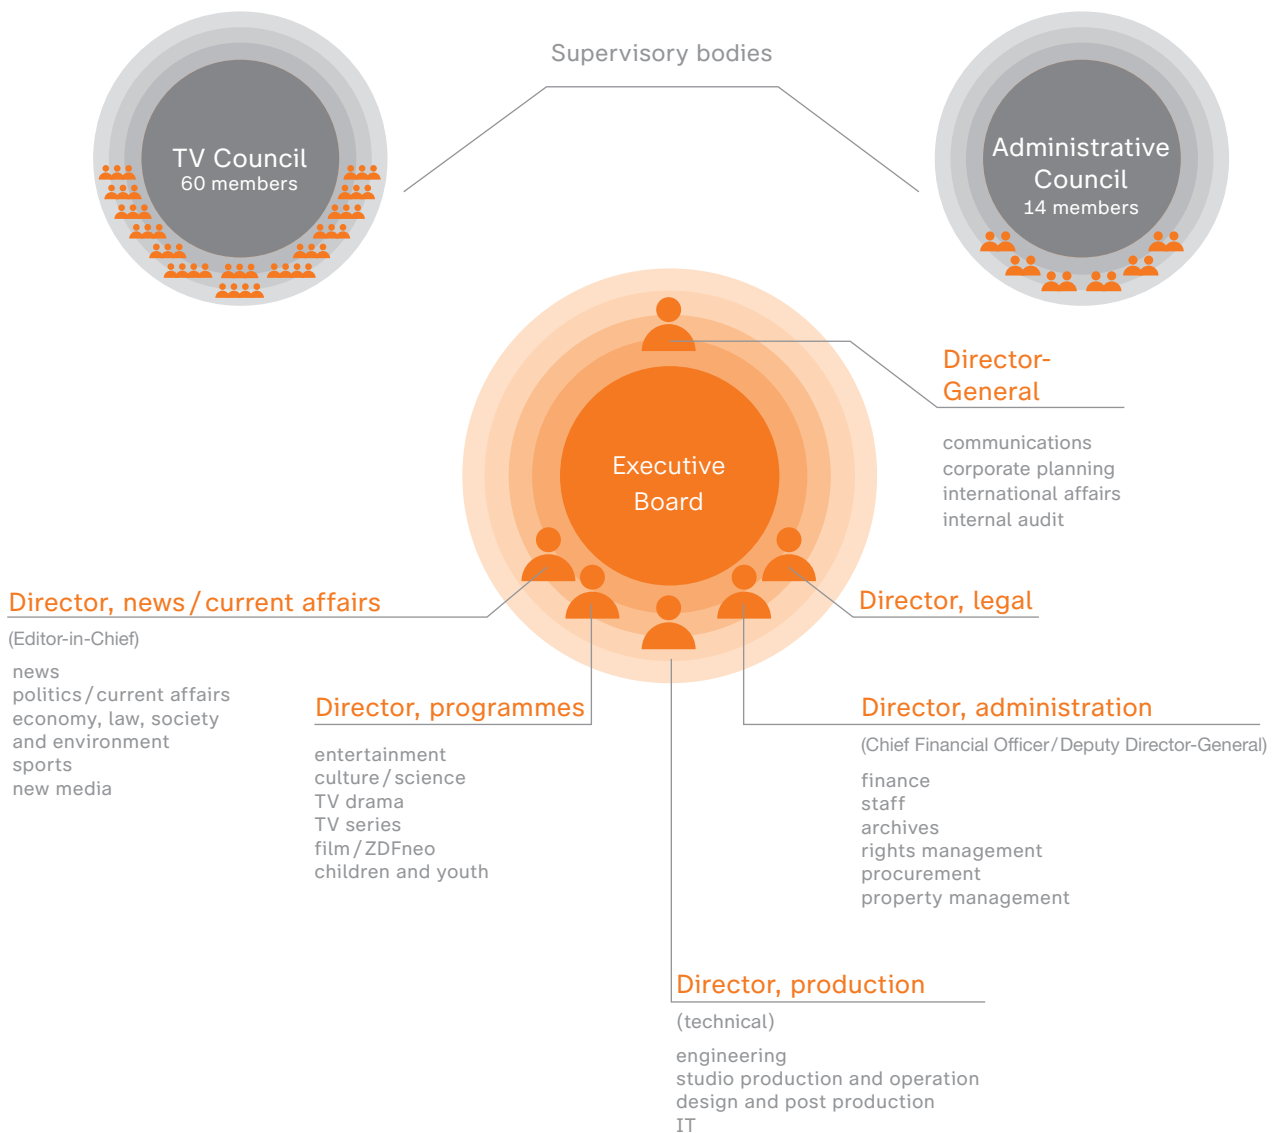 Supervisory bodies
TV Council
60 members
Administrative
Council
14 members
Executive
Board
Director-
General
communications
corporate planning
international affairs
internal audit
Director, news/current affairs
(Editor-in-Chief)
news
politics/current affairs
economy, law, society
and environment
sports
new media
Director, programmes
entertainment
culture/science
TV drama
TV series
film/ZDFneo
children and youth
Director, legal
Director, administration
(Chief Financial Officer/Deputy Director-General)
finance
staff
archives
rights management
procurement
property management
Director, production
(technical)
engineering
studio production and operation
design and post production
IT